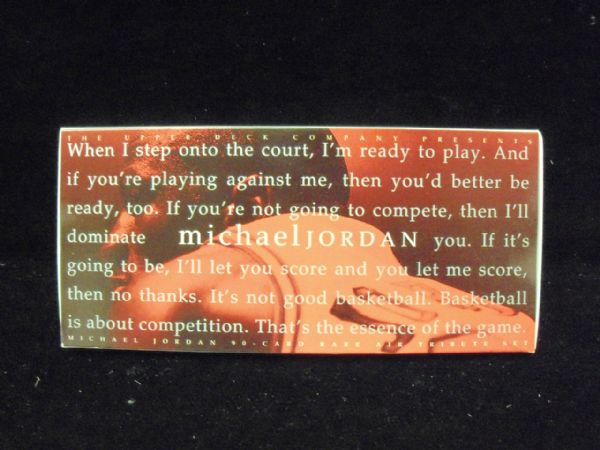 THE UPPER DECK COMPANY PRESENTS
When I step onto the court, I'm ready to play. And
if you're playing against me, then you'd better be
ready, too. If you're not going to compete, then I'll
dominate michaelJORDAN you. If it's
going to be, I'll let you score and you let me score,
then no thanks. It's not good basketball. Basketball
is about competition. That's the essence of the game.
MICHAEL JORDAN 90-CARD RARE AIR TRIBUTE SET